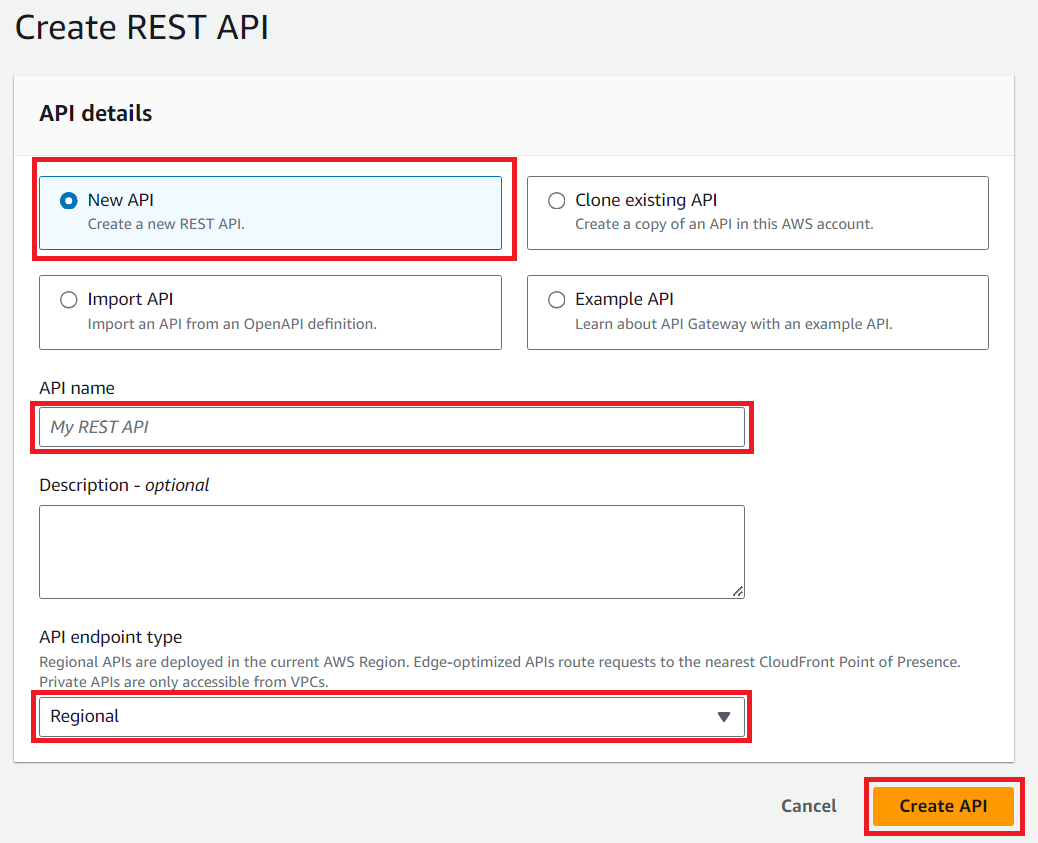 Create REST API
API details
New API
Create a new REST API.
Clone existing API
Create a copy of an API in this AWS account.
Import API
Import an API from an OpenAPI definition.
Example API
Learn about API Gateway with an example API.
API name
My REST API
Description - optional
API endpoint type
Regional APIs are deployed in the current AWS Region. Edge-optimized APIs route requests to the nearest CloudFront Point of Presence.
Private APIs are only accessible from VPCs.
Regional
Cancel
Create API